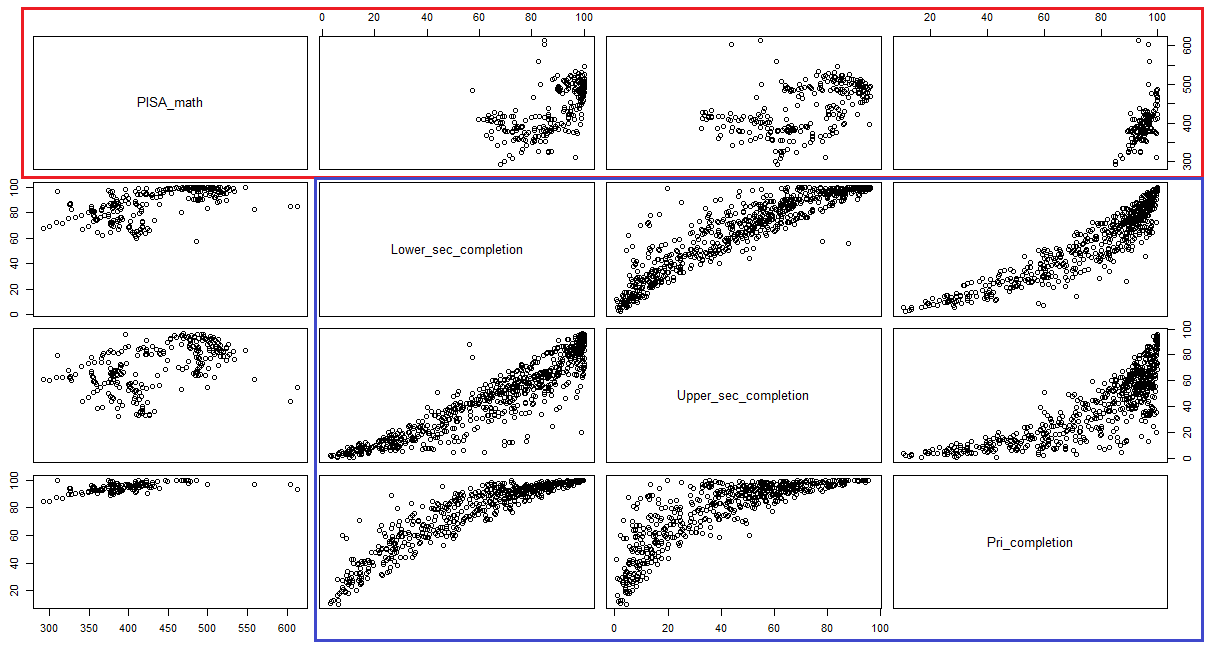 0 20 40 60 80 100 20 40 60 80 100
PISA_math
300 400 500 600
0 20 40 60 80 100
Lower_sec_completion
Upper_sec_completion
0 20 40 60 80 100
20 40 60 80 100
Pri_completion
300 350 400 450 500 550 600 0 20 40 60 80 100